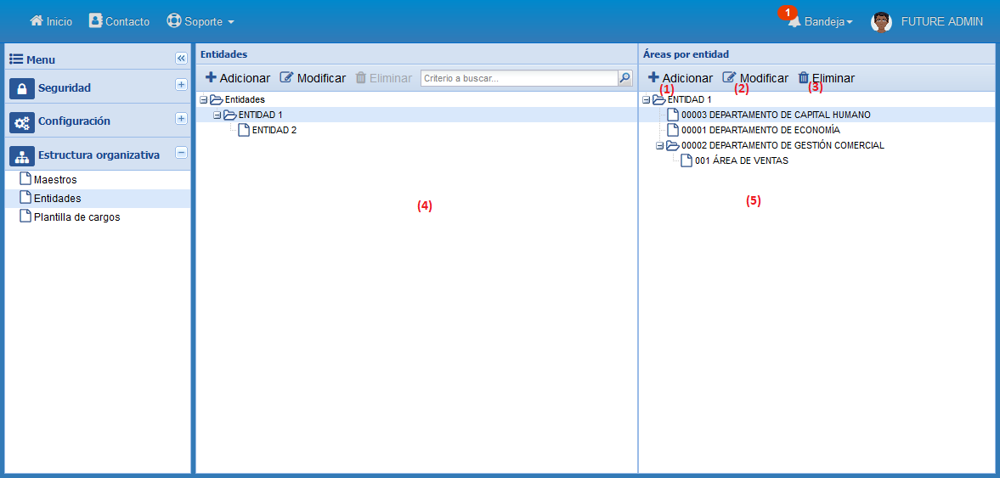 Inicio Contacto Soporte 1 Bandeja FUTURE ADMIN
Menu
Seguridad
Configuración
Estructura organizativa
Maestros
Entidades
Plantilla de cargos
Entidades
Adicionar Modificar Eliminar Criterio a buscar...
Entidades
ENTIDAD 1
ENTIDAD 2
(4)
Áreas por entidad
Adicionar Modificar Eliminar
(1) (2) (3)
ENTIDAD 1
00003 DEPARTAMENTO DE CAPITAL HUMANO
00001 DEPARTAMENTO DE ECONOMÍA
00002 DEPARTAMENTO DE GESTIÓN COMERCIAL
001 ÁREA DE VENTAS
(5)